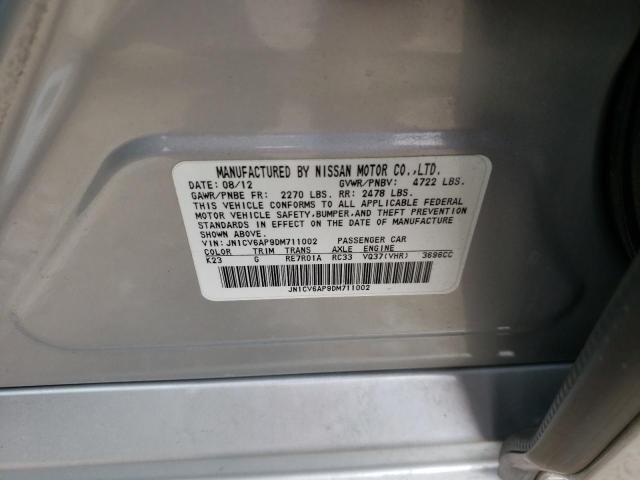 MANUFACTURED BY NISSAN MOTOR CO.,LTD.
DATE: 08/12 GVWR/PNBV: 4722 LBS.
GAWR/PNBE FR: 2270 LBS. RR: 2478 LBS.
THIS VEHICLE CONFORMS TO ALL APPLICABLE FEDERAL
MOTOR VEHICLE SAFETY,BUMPER,AND THEFT PREVENTION
STANDARDS IN EFFECT ON THE DATE OF MANUFACTURE
SHOWN ABOVE.
VIN: JN1CV6AP9DM711002 PASSENGER CAR
COLOR TRIM TRANS AXLE ENGINE
K23 G RE7R01A RC33 VQ37(VHR) 3696CC
JN1CV6AP9DM711002